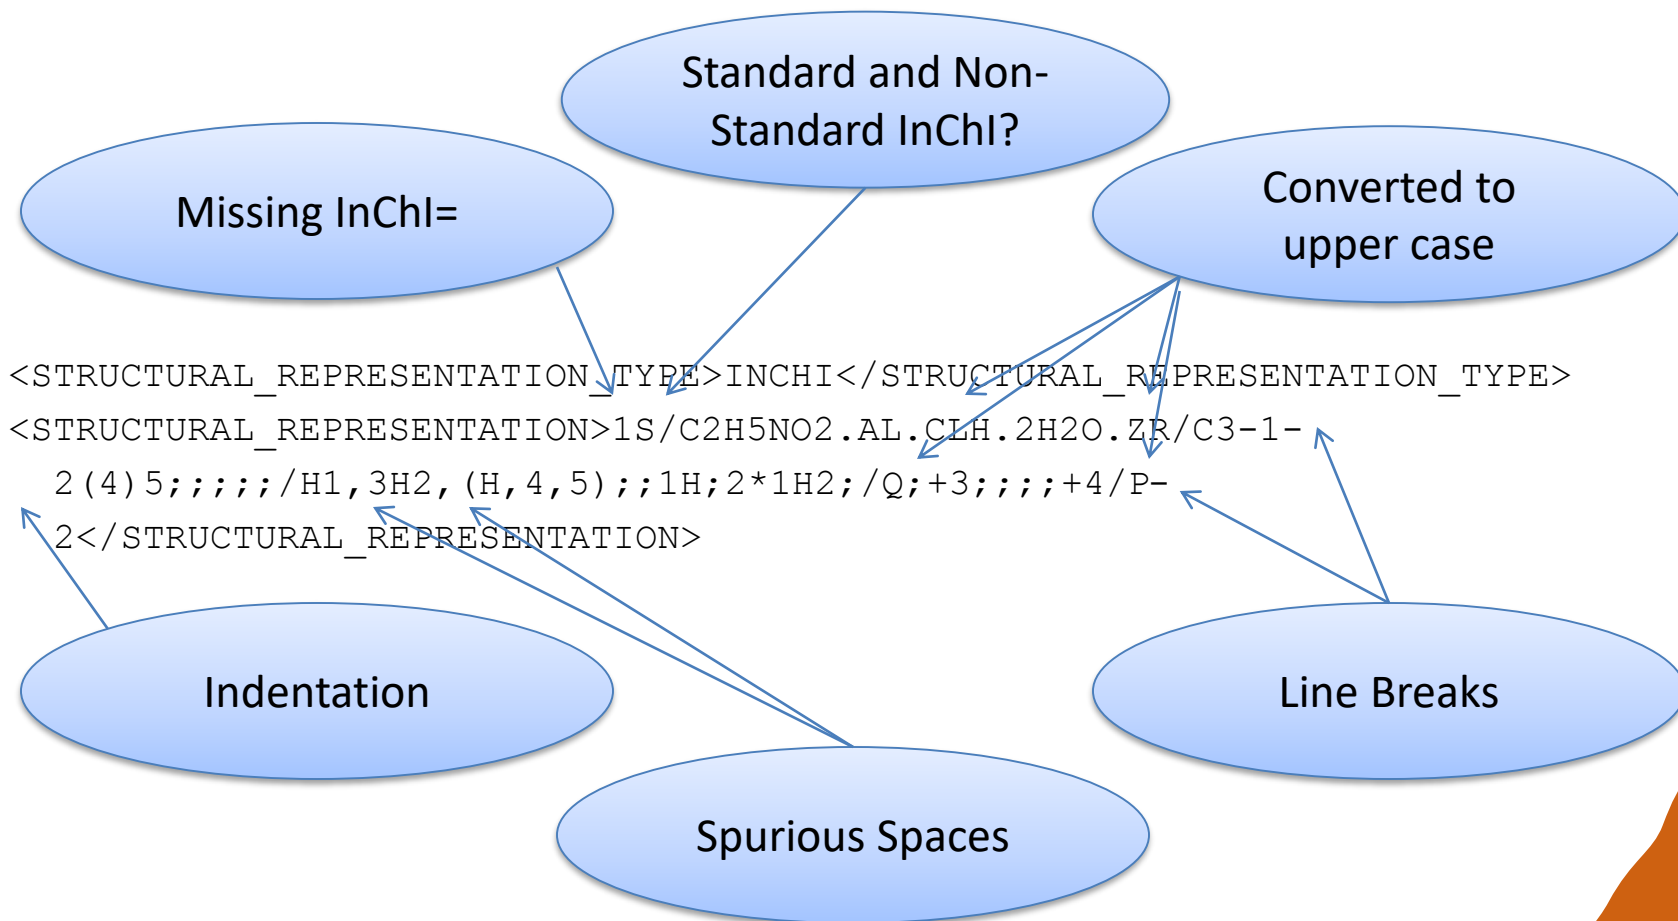 Standard and Non-
Standard InChI?
Missing InChI=
Converted to
upper case
<STRUCTURAL_REPRESENTATION_TYPE>INCHI</STRUCTURAL_REPRESENTATION_TYPE>
<STRUCTURAL_REPRESENTATION>1S/C2H5NO2.AL.CLH.2H2O.ZR/C3-1-
2(4)5;;;;;/H1,3H2,(H,4,5);;1H;2*1H2;/Q;+3;;;;+4/P-
2</STRUCTURAL_REPRESENTATION>
Indentation
Line Breaks
Spurious Spaces